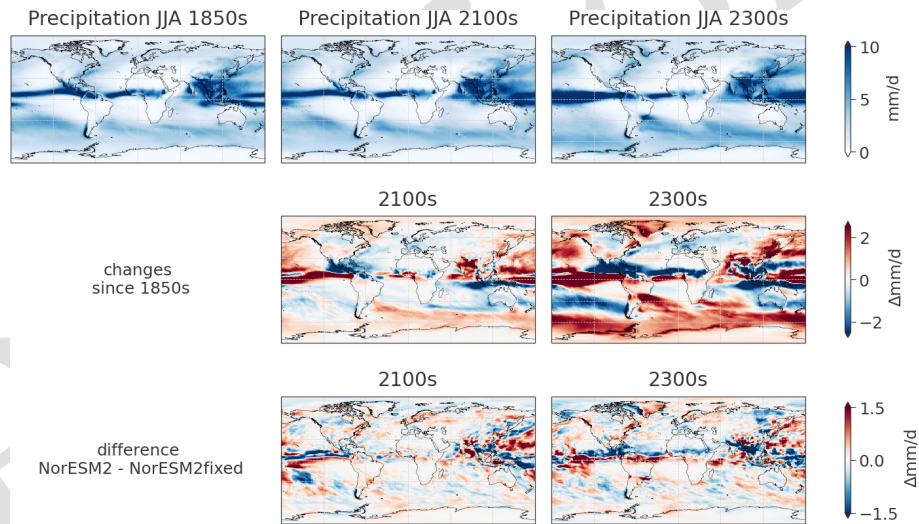 Precipitation JJA 1850s
Precipitation JJA 2100s
Precipitation JJA 2300s
10
5
0
mm/d
changes
since 1850s
2100s
2300s
2
0
−2
Δmm/d
difference
NorESM2 - NorESM2fixed
2100s
2300s
1.5
0.0
−1.5
Δmm/d